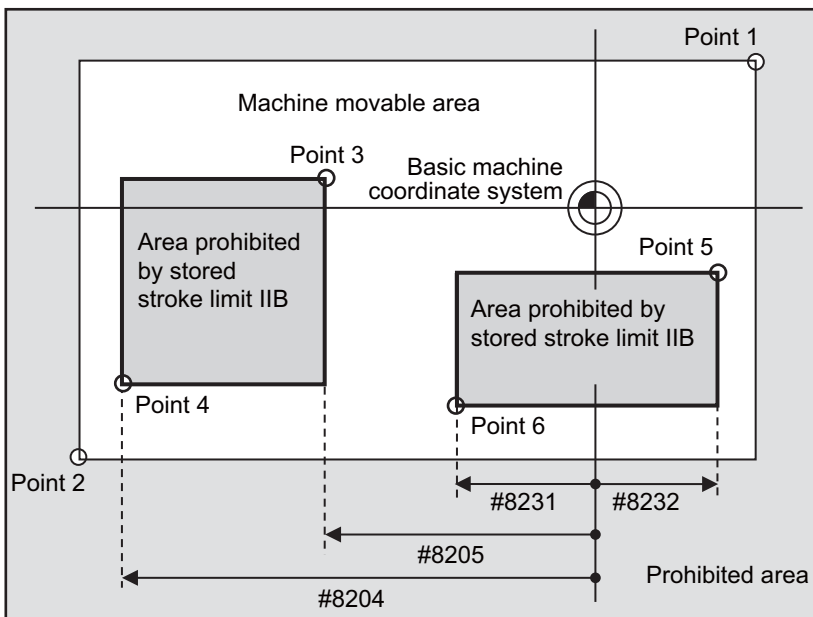 Point 1
Machine movable area
Point 3
Basic machine
coordinate system
Area prohibited
by stored
stroke limit IIB
Point 5
Area prohibited by
stored stroke limit IIB
Point 4
Point 6
Point 2
#8231
#8232
#8205
Prohibited area
#8204